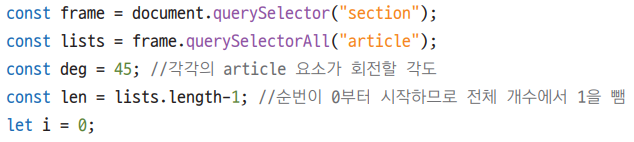 const frame = document.querySelector("section");
const lists = frame.querySelectorAll("article");
const deg = 45; //각각의 article 요소가 회전할 각도
const len = lists.length-1; //순번이 0부터 시작하므로 전체 개수에서 1을 뺌
let i = 0;